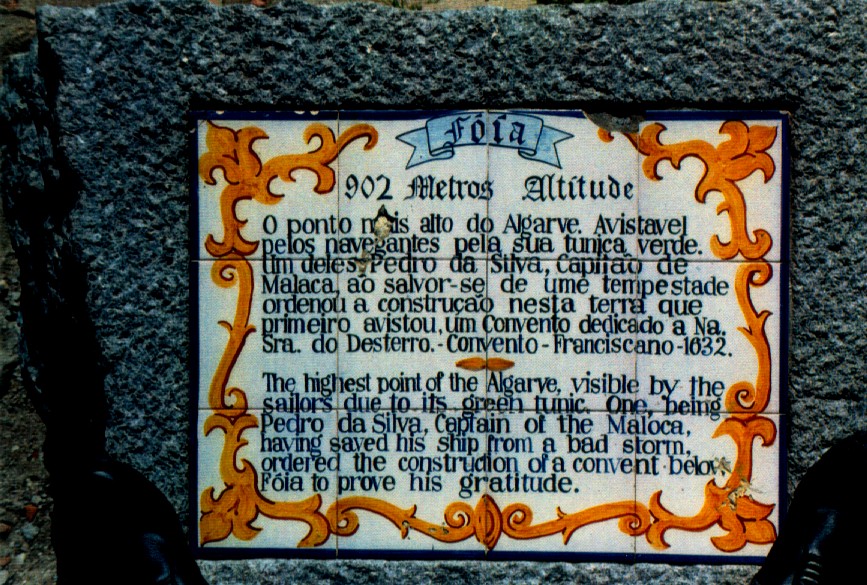 Fóía
902 Metros Altitude
O ponto mais alto do Algarve. Avistavel
pelos navegantes pela sua tunica verde.
Um deles, Pedro da Silva, Capitão de
Malaca, ao salvor-se de ume tempestade
ordenou a construção nesta terra que
primeiro avistou, um Convento dedicado a Na.
Sra. do Desterro.-Convento-Franciscano-1632.
The highest point of the Algarve, visible by the
sailors due to its green tunic. One, being
Pedro da Silva, Captain of the Maloca,
having saved his ship from a bad storm,
ordered the construction of a convent below
Fóia to prove his gratitude.